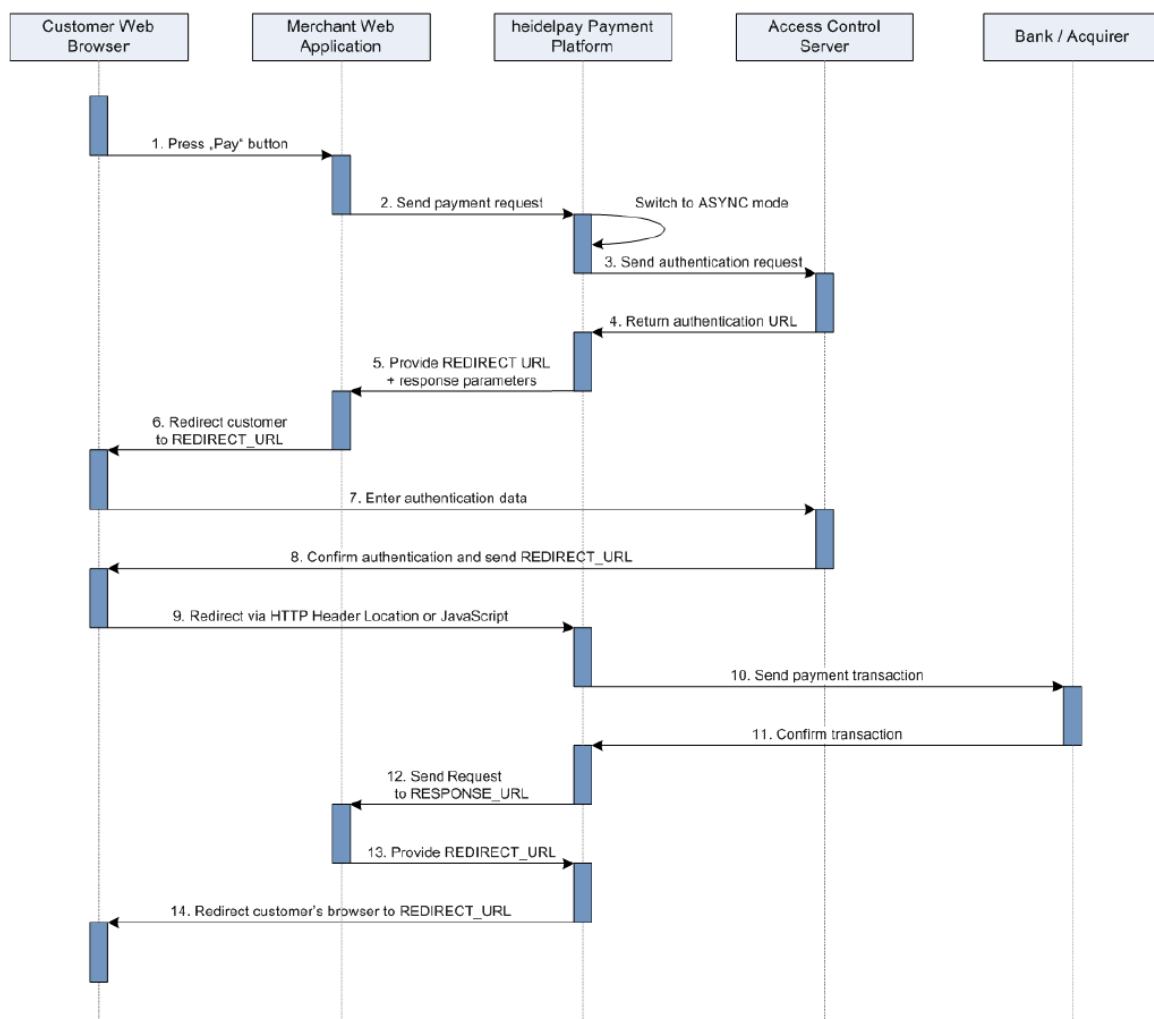 Customer Web
Browser
Merchant Web
Application
heidelpay Payment
Platform
Access Control
Server
Bank / Acquirer
1. Press „Pay“ button
2. Send payment request
Switch to ASYNC mode
3. Send authentication request
4. Return authentication URL
5. Provide REDIRECT URL
+ response parameters
6. Redirect customer
to REDIRECT_URL
7. Enter authentication data
8. Confirm authentication and send REDIRECT_URL
9. Redirect via HTTP Header Location or JavaScript
10. Send payment transaction
11. Confirm transaction
12. Send Request
to RESPONSE_URL
13. Provide REDIRECT_URL
14. Redirect customer’s browser to REDIRECT_URL